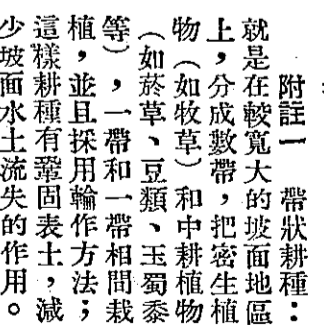 附註一　帶狀耕種：
就是在較寬大的坡面地區
上，分成數帶，把密生植
物（如牧草）和中耕植物
（如菸草、豆類、玉蜀黍
等），一帶和一帶相間栽
植，並且採用輪作方法；
這樣耕種有鞏固表土，減
少坡面水土流失的作用。